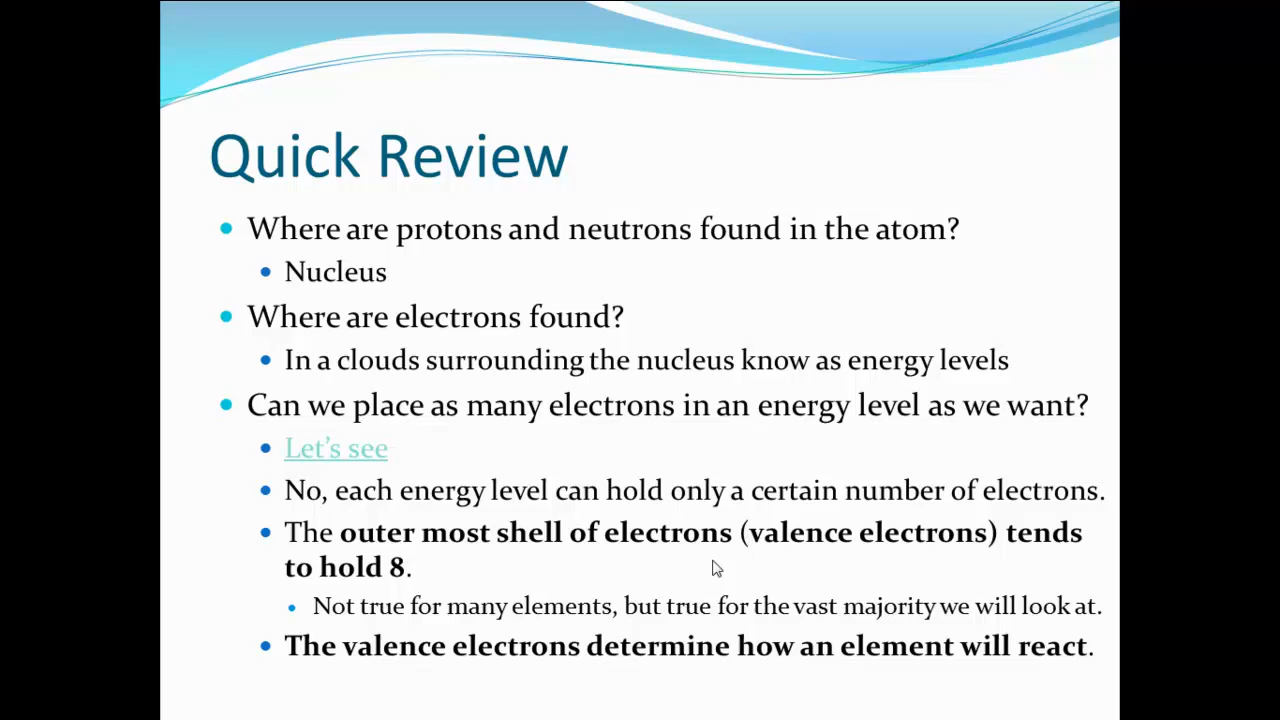 Quick Review
Where are protons and neutrons found in the atom?
Nucleus
Where are electrons found?
In a clouds surrounding the nucleus know as energy levels
Can we place as many electrons in an energy level as we want?
Let's see
No, each energy level can hold only a certain number of electrons.
The outer most shell of electrons (valence electrons) tends
to hold 8.
Not true for many elements, but true for the vast majority we will look at.
The valence electrons determine how an element will react.